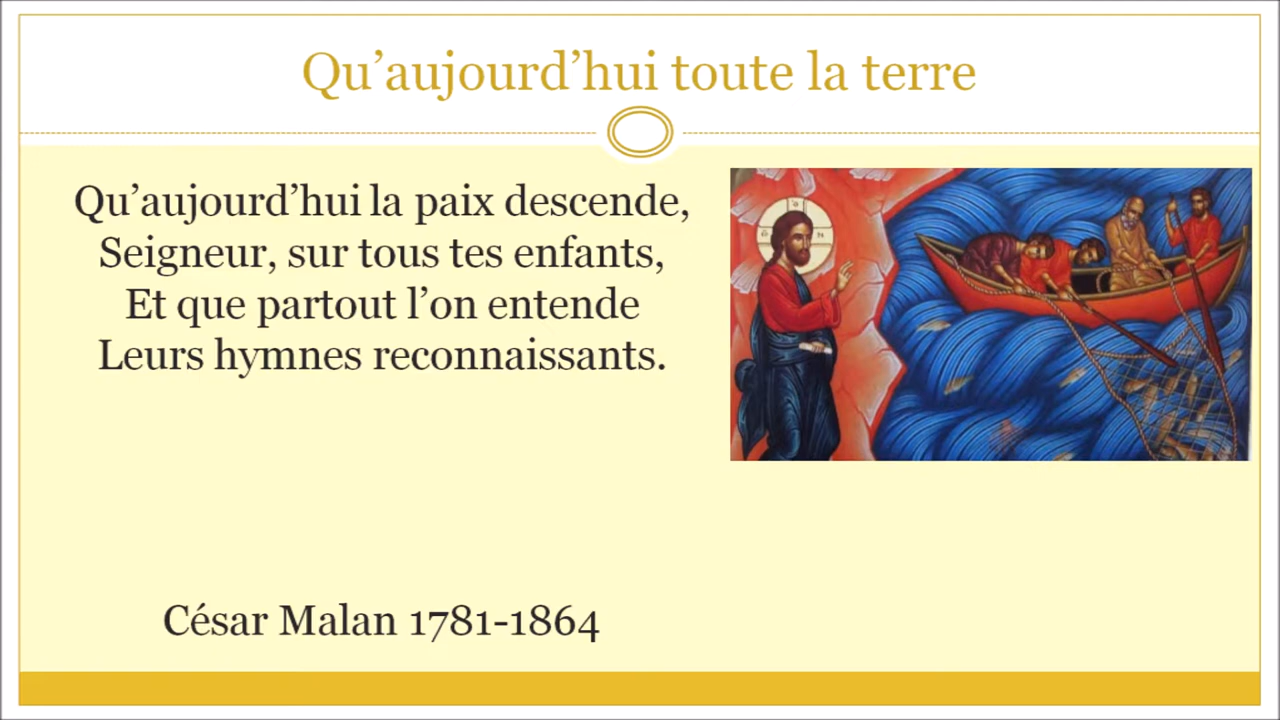 Qu’aujourd’hui toute la terre
Qu’aujourd’hui la paix descende,
Seigneur, sur tous tes enfants,
Et que partout l’on entende
Leurs hymnes reconnaissants.
César Malan 1781-1864